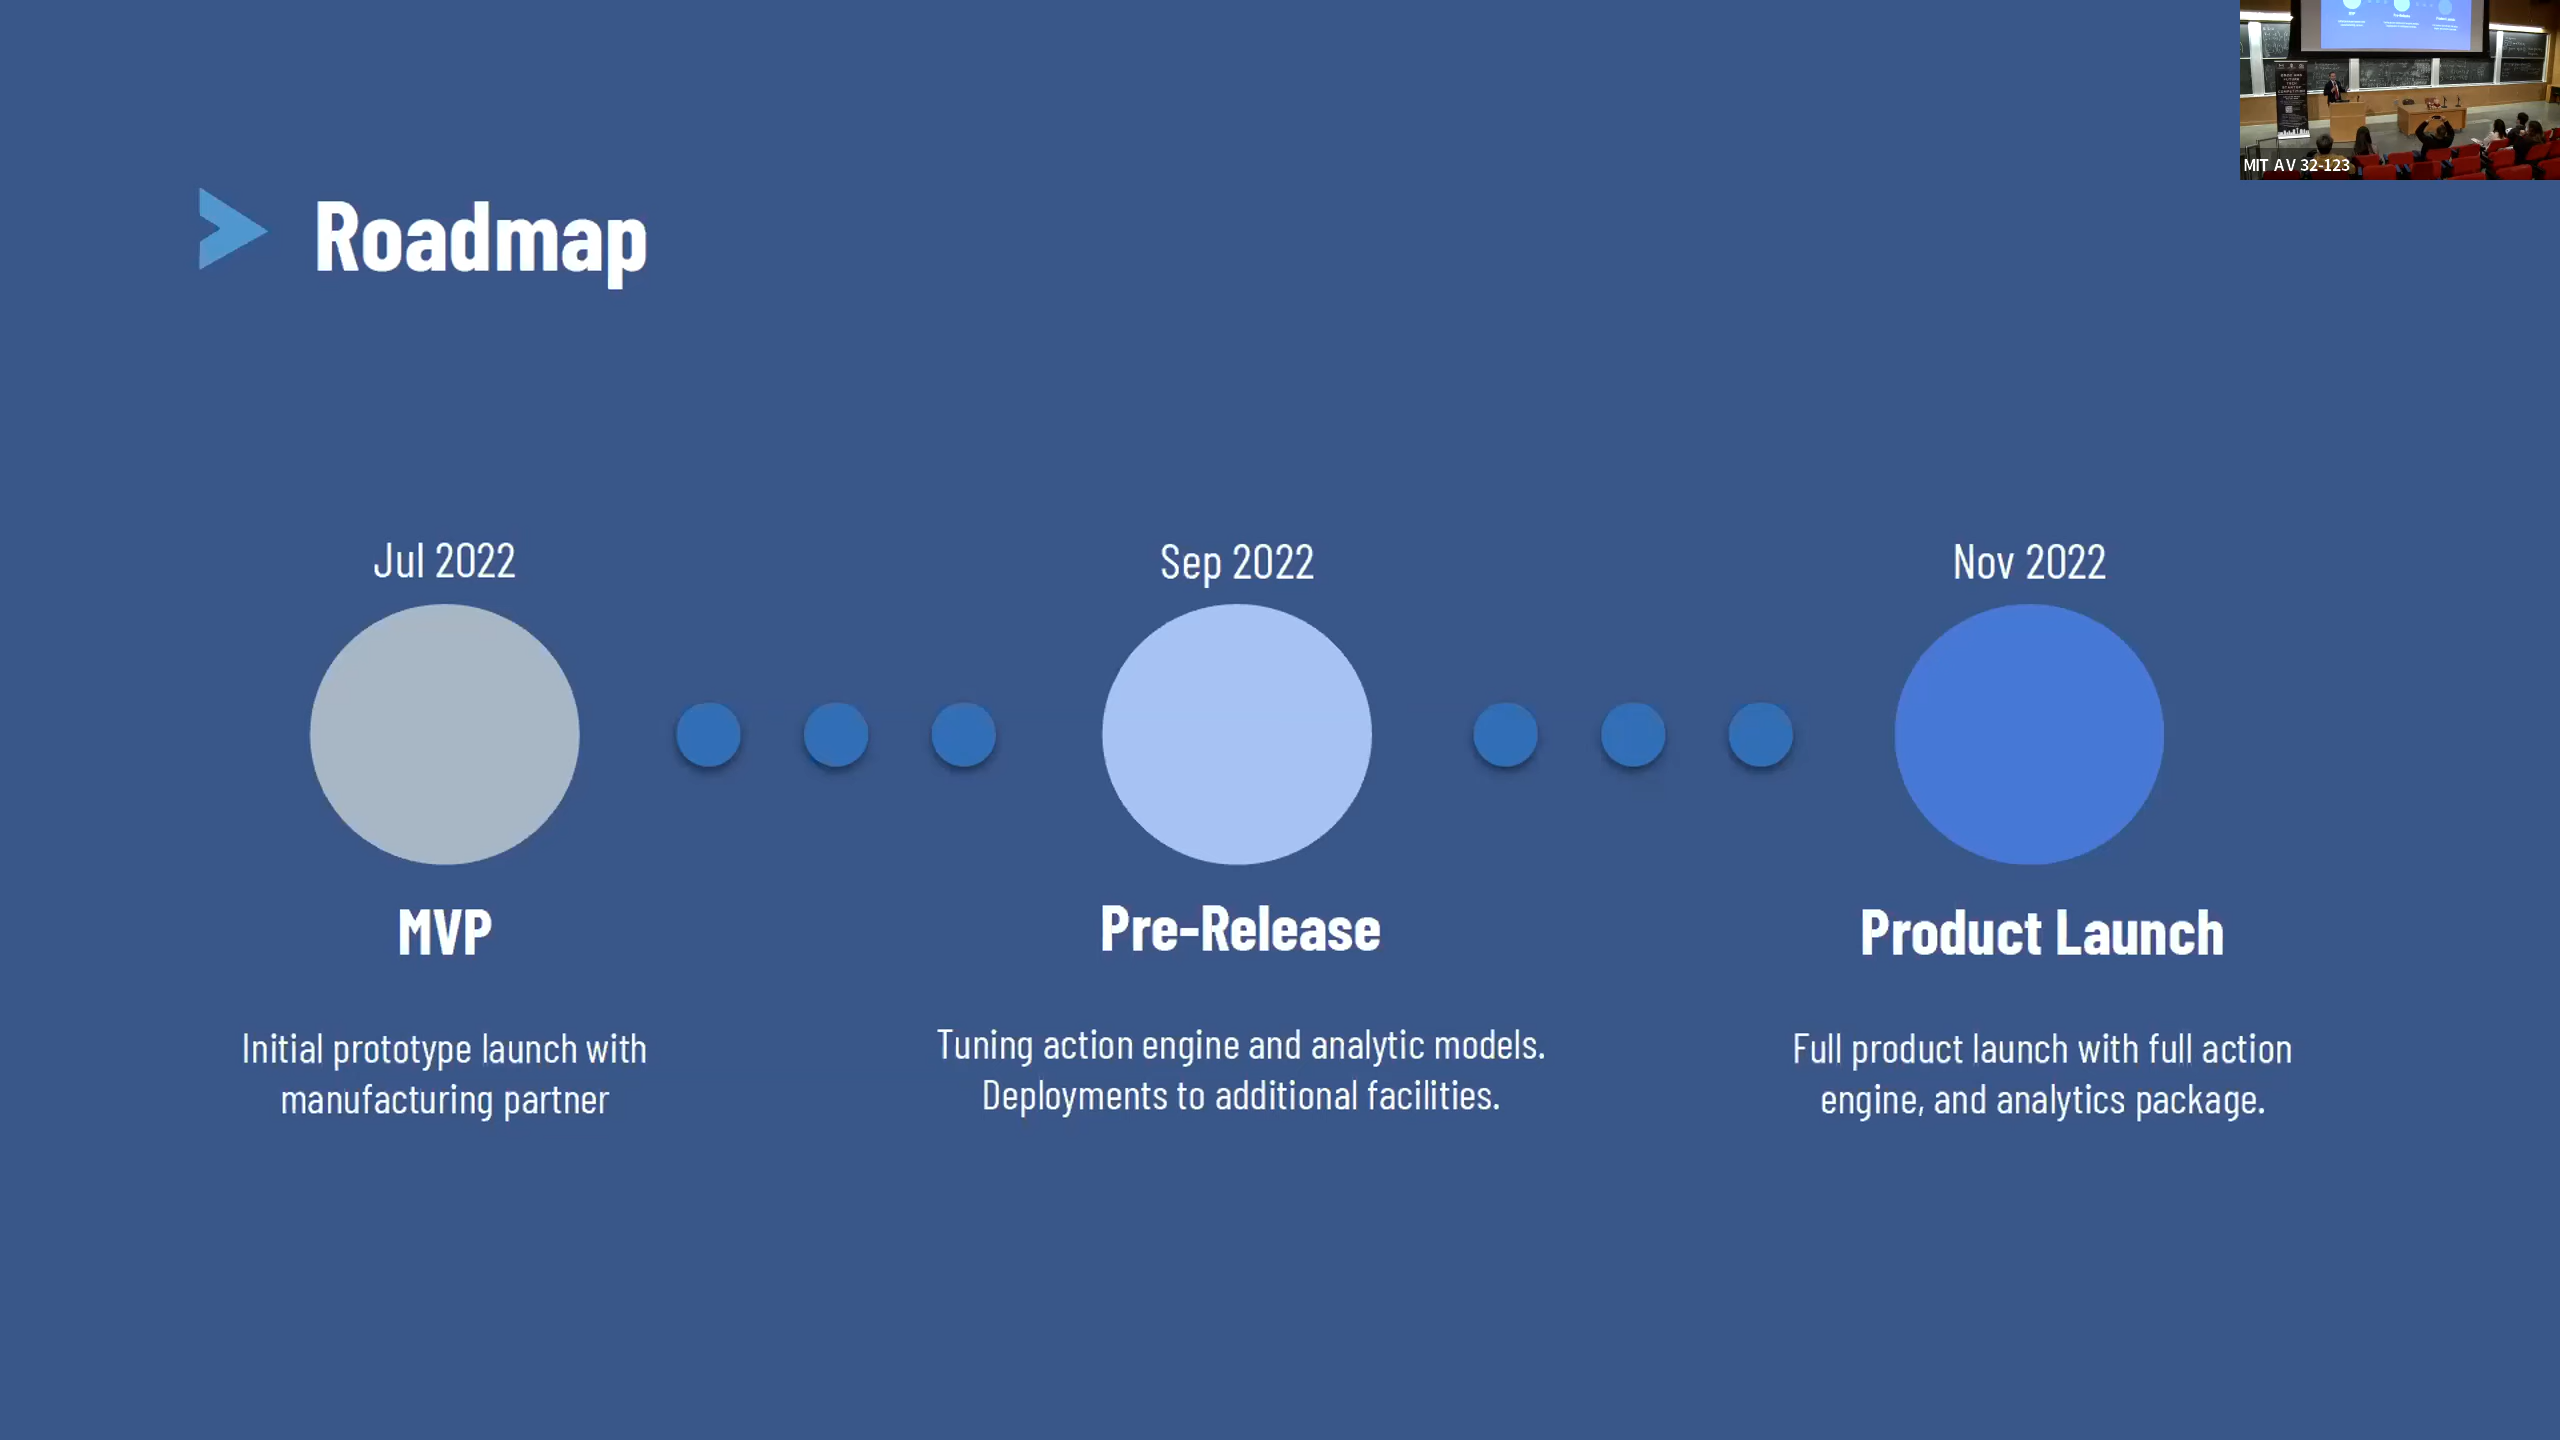 MIT AV 32-123
Roadmap
Jul 2022
Sep 2022
Nov 2022
MVP
Pre-Release
Product Launch
Initial prototype launch with
manufacturing partner
Tuning action engine and analytic models.
Deployments to additional facilities.
Full product launch with full action
engine, and analytics package.